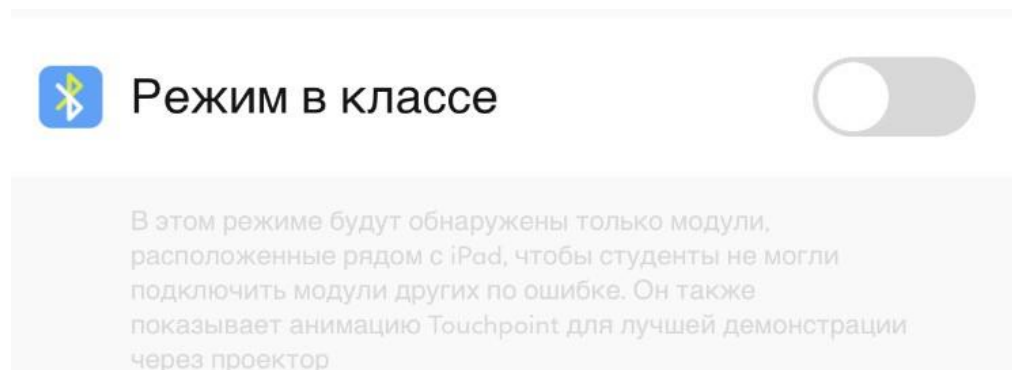 Режим в классе
В этом режиме будут обнаружены только модули,
расположенные рядом с iPad, чтобы студенты не могли
подключить модули других по ошибке. Он также
показывает анимацию Touchpoint для лучшей демонстрации
через проектор